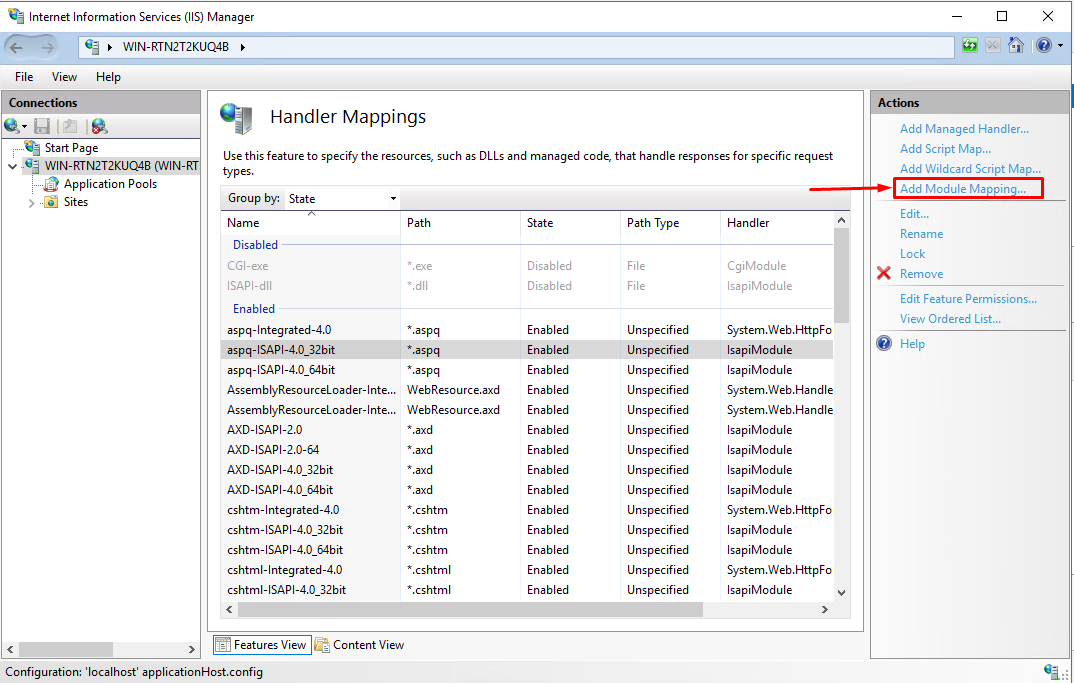 Internet Information Services (IIS) Manager
WIN-RTN2T2KUQ4B
File View Help
Connections
Start Page
WIN-RTN2T2KUQ4B (WIN-RT
Application Pools
Sites
Handler Mappings
Use this feature to specify the resources, such as DLLs and managed code, that handle responses for specific request
types.
Group by: State
Name Path State Path Type Handler
Disabled
CGI-exe *.exe Disabled File CgiModule
ISAPI-dll *.dll Disabled File IsapiModule
Enabled
aspq-Integrated-4.0 *.aspq Enabled Unspecified System.Web.HttpFo
aspq-ISAPI-4.0_32bit *.aspq Enabled Unspecified IsapiModule
aspq-ISAPI-4.0_64bit *.aspq Enabled Unspecified IsapiModule
AssemblyResourceLoader-Inte... WebResource.axd Enabled Unspecified System.Web.Handle
AssemblyResourceLoader-Inte... WebResource.axd Enabled Unspecified System.Web.Handle
AXD-ISAPI-2.0 *.axd Enabled Unspecified IsapiModule
AXD-ISAPI-2.0-64 *.axd Enabled Unspecified IsapiModule
AXD-ISAPI-4.0_32bit *.axd Enabled Unspecified IsapiModule
AXD-ISAPI-4.0_64bit *.axd Enabled Unspecified IsapiModule
cshtm-Integrated-4.0 *.cshtm Enabled Unspecified System.Web.HttpFo
cshtm-ISAPI-4.0_32bit *.cshtm Enabled Unspecified IsapiModule
cshtm-ISAPI-4.0_64bit *.cshtm Enabled Unspecified IsapiModule
cshtml-Integrated-4.0 *.cshtml Enabled Unspecified System.Web.HttpFo
cshtml-ISAPI-4.0_32bit *.cshtml Enabled Unspecified IsapiModule
Features View Content View
Actions
Add Managed Handler...
Add Script Map...
Add Wildcard Script Map...
Add Module Mapping...
Edit...
Rename
Lock
Remove
Edit Feature Permissions...
View Ordered List...
Help
Configuration: 'localhost' applicationHost.config